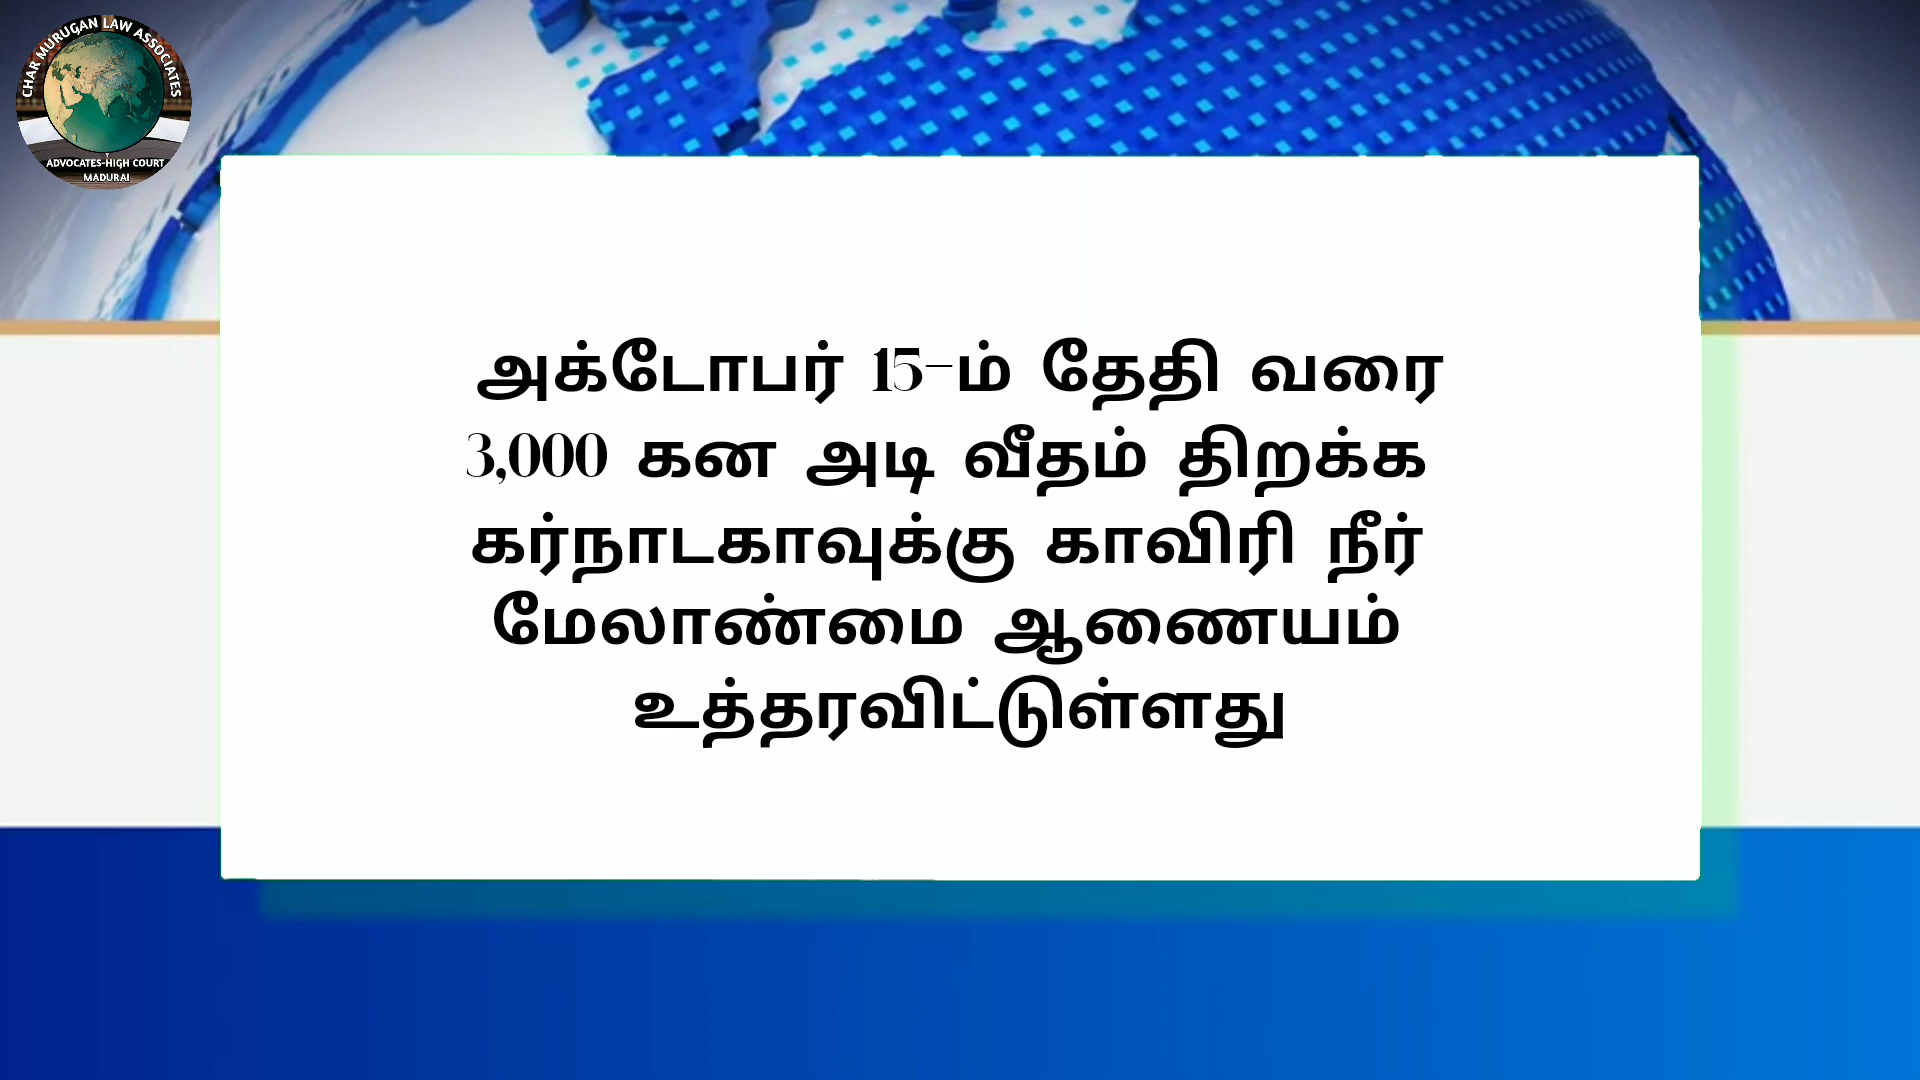 CHAR MURUGAN LAW ASSOCIATES
ADVOCATES-HIGH COURT
MADURAI
அக்டோபர் 15-ம் தேதி வரை
3,000 கன அடி வீதம் திறக்க
கர்நாடகாவுக்கு காவிரி நீர்
மேலாண்மை ஆணையம்
உத்தரவிட்டுள்ளது